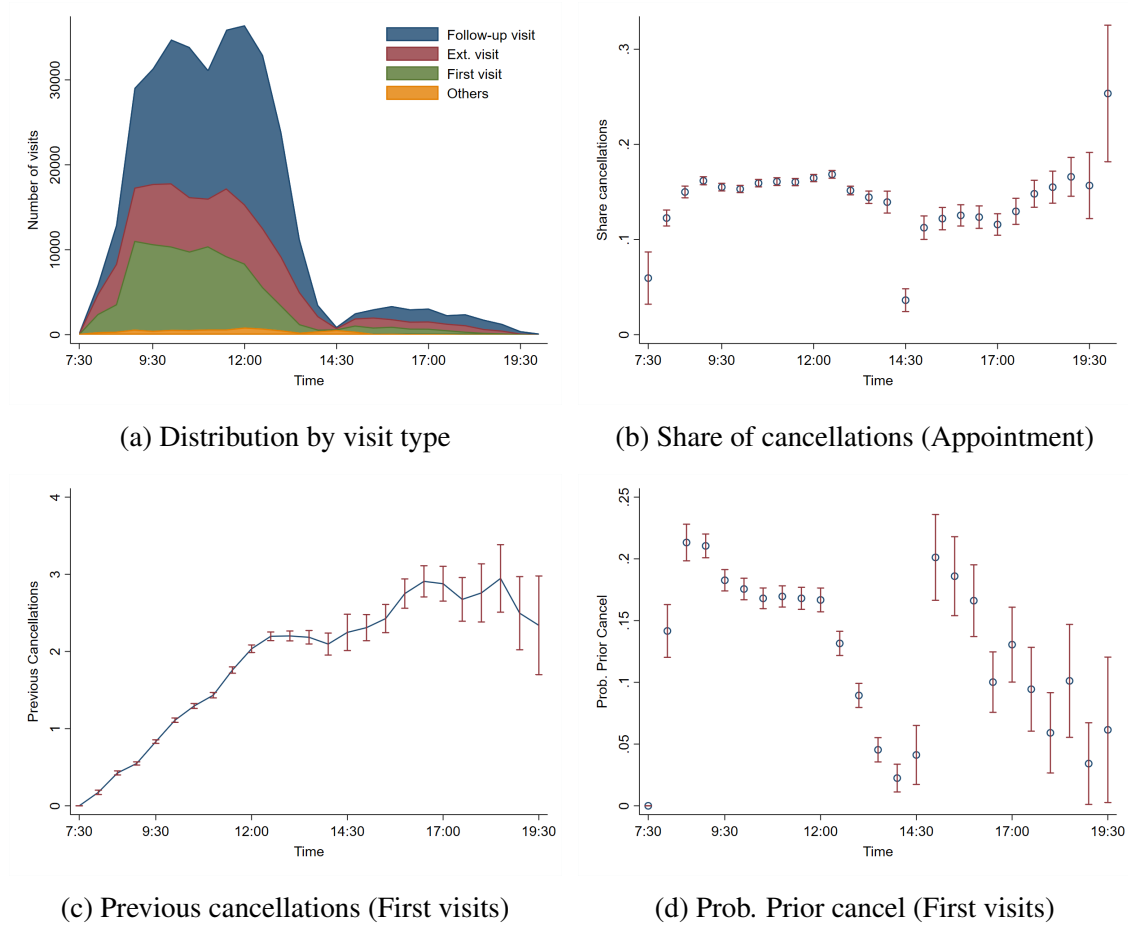 Number of visits
30000
20000
10000
0
7:30 9:30 12:00 14:30 17:00 19:30
Time
Follow-up visit
Ext. visit
First visit
Others
(a) Distribution by visit type
Share cancellations
.3
.2
.1
0
7:30 9:30 12:00 14:30 17:00 19:30
Time
(b) Share of cancellations (Appointment)
Previous Cancellations
4
3
2
1
0
7:30 9:30 12:00 14:30 17:00 19:30
Time
(c) Previous cancellations (First visits)
Prob. Prior Cancel
.25
.2
.15
.1
.05
0
7:30 9:30 12:00 14:30 17:00 19:30
Time
(d) Prob. Prior cancel (First visits)